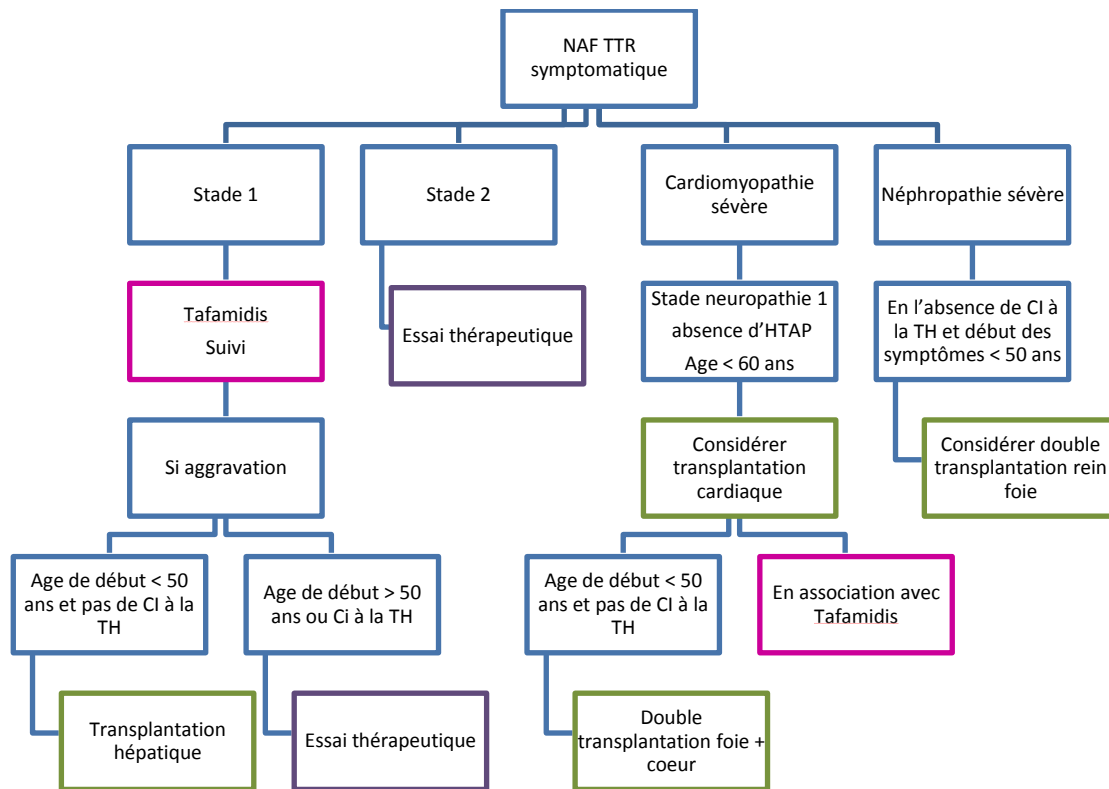 NAF TTR
symptomatique
Stade 1
Stade 2
Cardiomyopathie
sévère
Néphropathie sévère
Tafamidis
Suivi
Essai thérapeutique
Stade neuropathie 1
absence d'HTAP
Age < 60 ans
En l'absence de CI à
la TH et début des
symptômes < 50 ans
Si aggravation
Considérer
transplantation
cardiaque
Considérer double
transplantation rein
foie
Age de début < 50
ans et pas de CI à la
TH
Age de début > 50
ans ou Ci à la TH
Age de début < 50
ans et pas de CI à la
TH
En association avec
Tafamidis
Transplantation
hépatique
Essai thérapeutique
Double
transplantation foie +
coeur